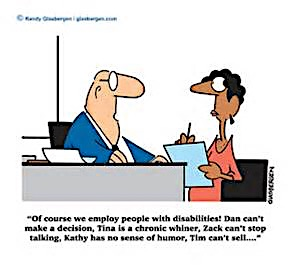 © Randy Glasbergen / glasbergen.com
GLASBERGEN
"Of course we employ people with disabilities! Dan can't
make a decision, Tina is a chronic whiner, Zack can't stop
talking, Kathy has no sense of humor, Tim can't sell...."